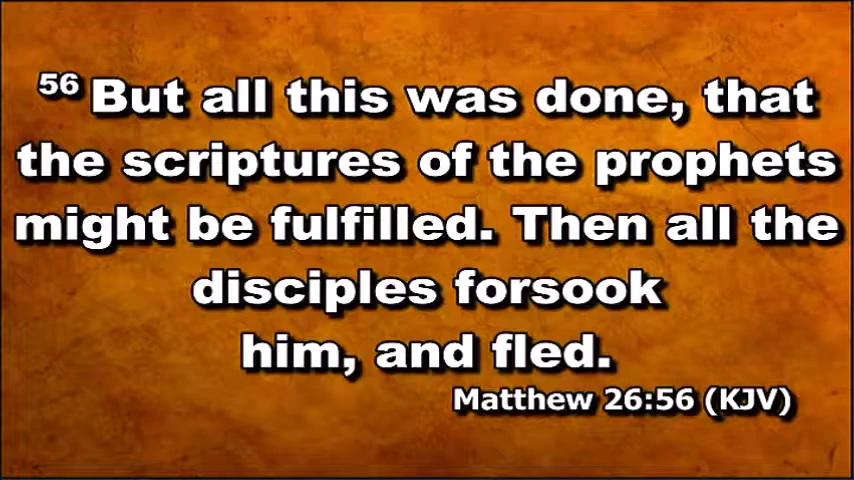 56 But all this was done, that
the scriptures of the prophets
might be fulfilled. Then all the
disciples forsook
him, and fled.
Matthew 26:56 (KJV)